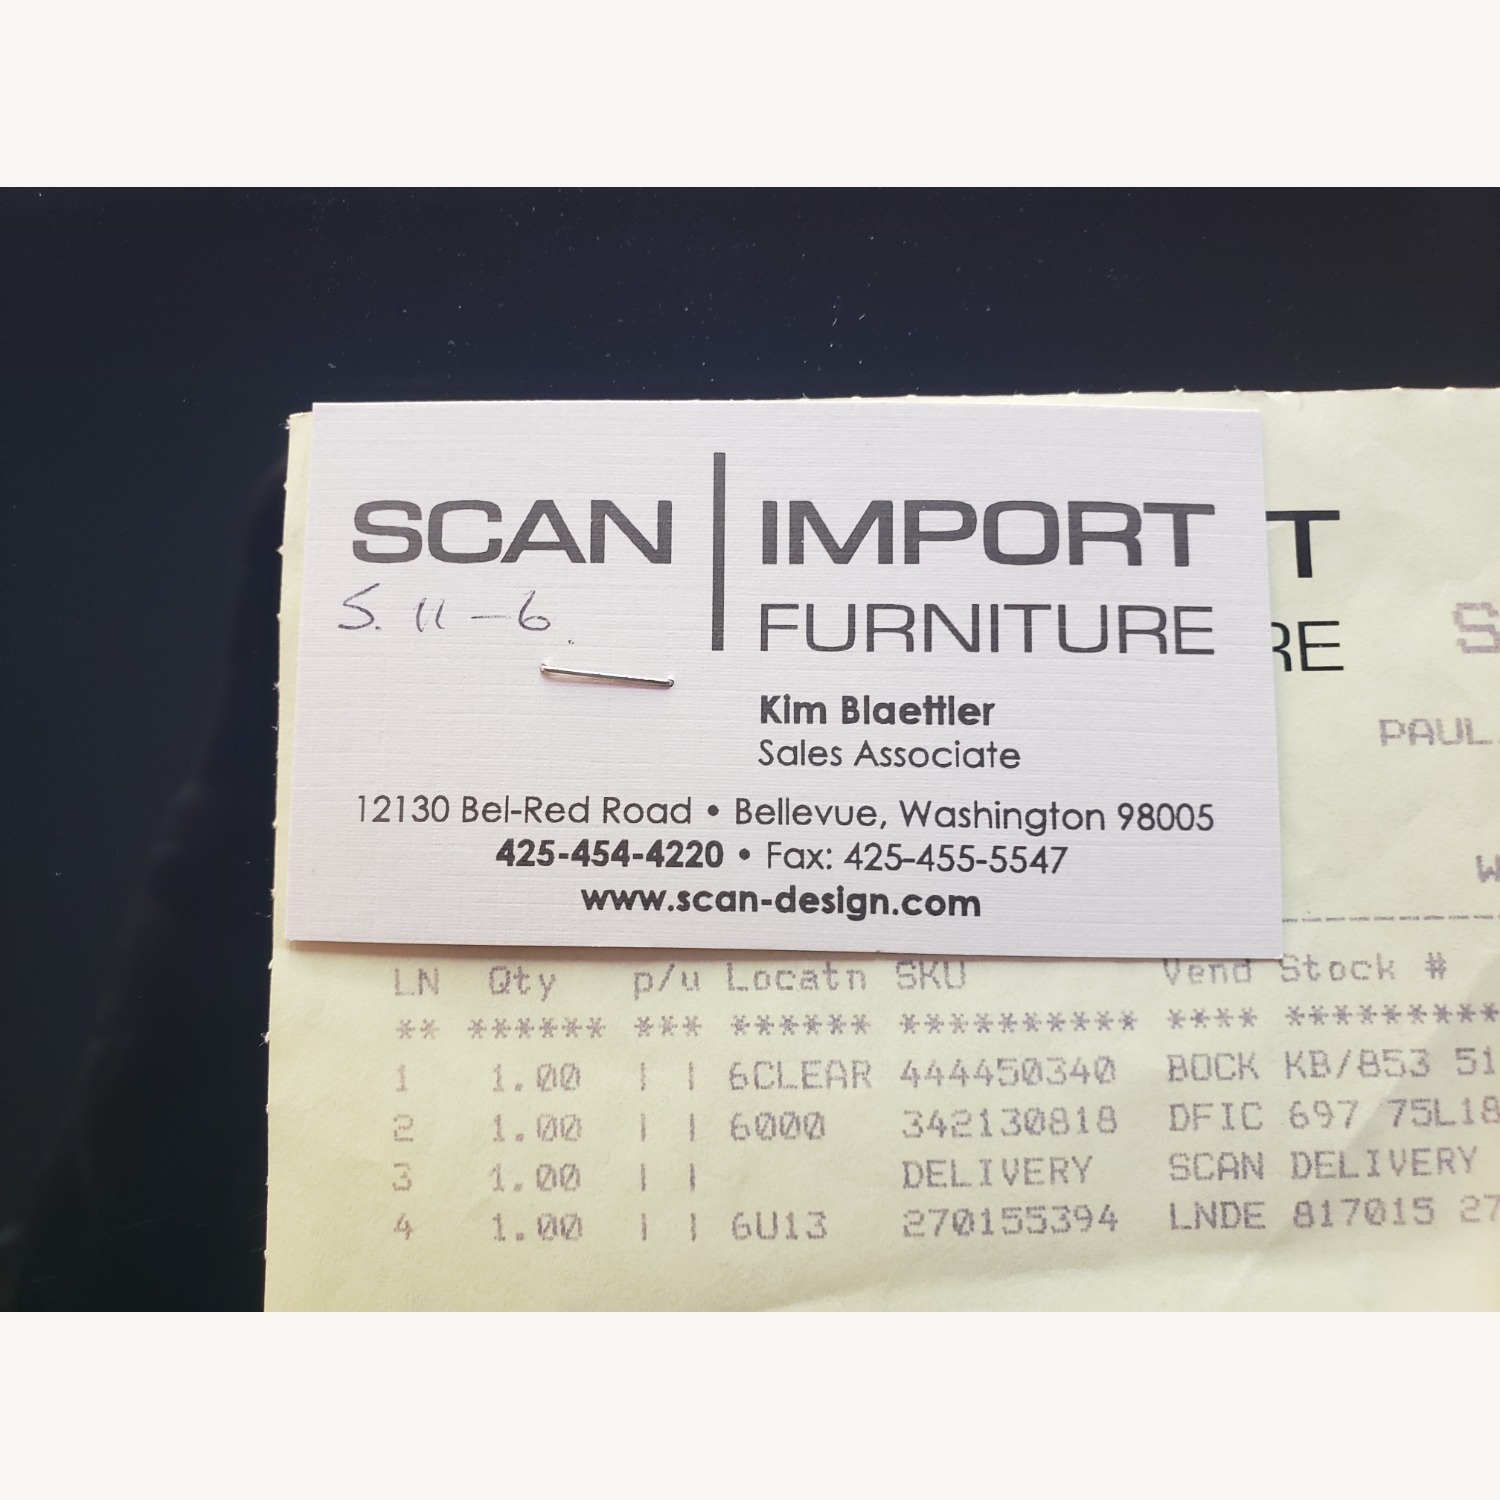 SCAN IMPORT T
S. 11-6.
FURNITURE RE
Kim Blaettler
PAUL
Sales Associate
12130 Bel-Red Road • Bellevue, Washington 98005
425-454-4220 • Fax: 425-455-5547
www.scan-design.com
LN Qty p/u Locatn SKU Vend Stock #
** ****** *** ****** ********** **** *********
1 1.00 | | 6CLEAR 444450340 BOCK KB/853 51
2 1.00 | | 6000 342130818 DFIC 697 75L18
3 1.00 | | DELIVERY SCAN DELIVERY
4 1.00 | | 6U13 270155394 LNDE 817015 27